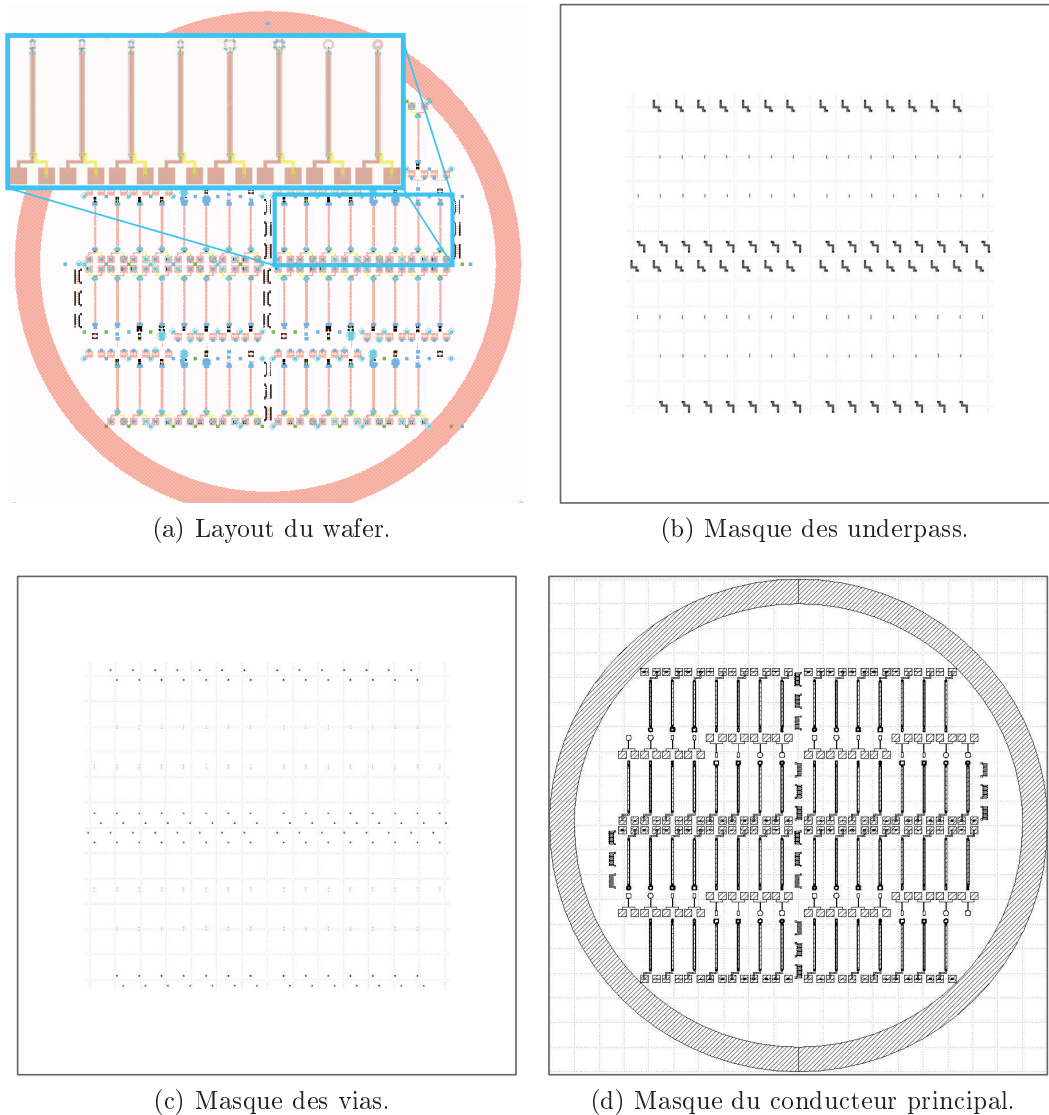 (a) Layout du wafer.
(b) Masque des underpass.
(c) Masque des vias.
(d) Masque du conducteur principal.